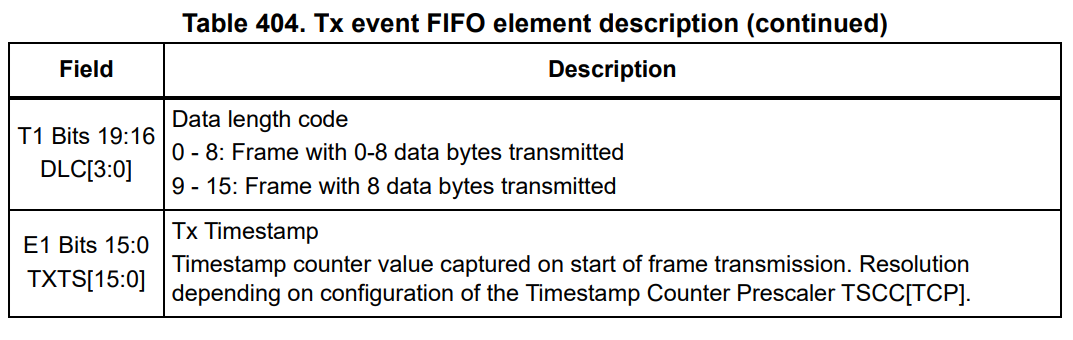 Table 404. Tx event FIFO element description (continued)
Field
Description
T1 Bits 19:16
DLC[3:0]
Data length code
0 - 8: Frame with 0-8 data bytes transmitted
9 - 15: Frame with 8 data bytes transmitted
E1 Bits 15:0
TXTS[15:0]
Tx Timestamp
Timestamp counter value captured on start of frame transmission. Resolution
depending on configuration of the Timestamp Counter Prescaler TSCC[TCP].